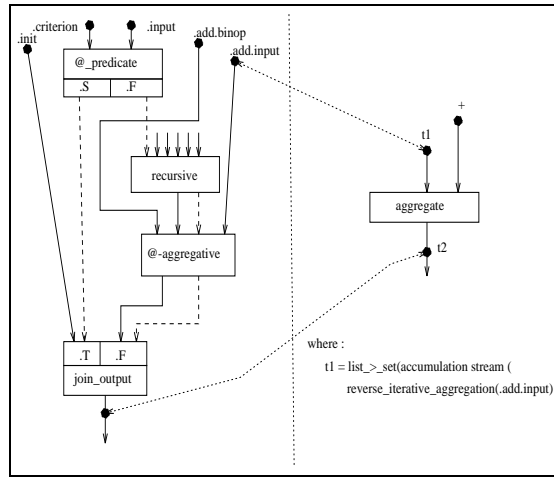 .criterion
.input
.init
.add.binop
.add.input
@_predicate
.S
.F
+
t1
recursive
aggregate
@-aggregative
t2
.T
.F
join_output
where :
t1 = list_>_set(accumulation stream (
reverse_iterative_aggregation(.add.input)